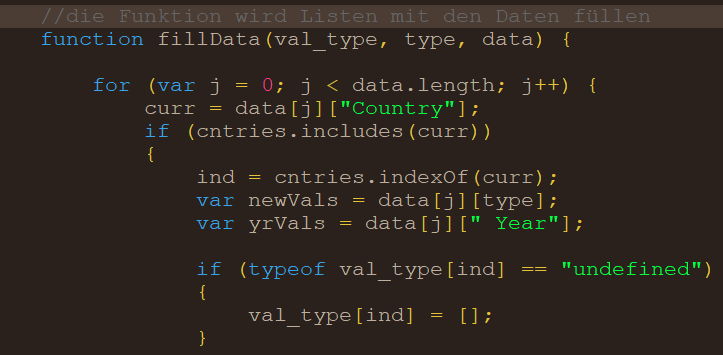 //die Funktion wird Listen mit den Daten füllen
function fillData(val_type, type, data) {
for (var j = 0; j < data.length; j++) {
curr = data[j]["Country"];
if (cntries.includes(curr))
{
ind = cntries.indexOf(curr);
var newVals = data[j][type];
var yrVals = data[j][" Year"];
if (typeof val_type[ind] == "undefined")
{
val_type[ind] = [];
}